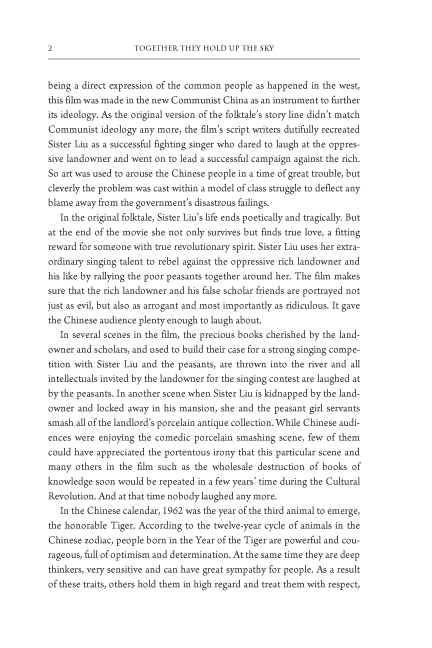 2 TOGETHER THEY HOLD UP THE SKY
being a direct expression of the common people as happened in the west,
this film was made in the new Communist China as an instrument to further
its ideology. As the original version of the folktale's story line didn't match
Communist ideology any more, the film's script writers dutifully recreated
Sister Liu as a successful fighting singer who dared to laugh at the oppres-
sive landowner and went on to lead a successful campaign against the rich.
So art was used to arouse the Chinese people in a time of great trouble, but
cleverly the problem was cast within a model of class struggle to deflect any
blame away from the government's disastrous failings.
In the original folktale, Sister Liu's life ends poetically and tragically. But
at the end of the movie she not only survives but finds true love, a fitting
reward for someone with true revolutionary spirit. Sister Liu uses her extra-
ordinary singing talent to rebel against the oppressive rich landowner and
his like by rallying the poor peasants together around her. The film makes
sure that the rich landowner and his false scholar friends are portrayed not
just as evil, but also as arrogant and most importantly as ridiculous. It gave
the Chinese audience plenty enough to laugh about.
In several scenes in the film, the precious books cherished by the land-
owner and scholars, and used to build their case for a strong singing compe-
tition with Sister Liu and the peasants, are thrown into the river and all
intellectuals invited by the landowner for the singing contest are laughed at
by the peasants. In another scene when Sister Liu is kidnapped by the land-
owner and locked away in his mansion, she and the peasant girl servants
smash all of the landlord's porcelain antique collection. While Chinese audi-
ences were enjoying the comedic porcelain smashing scene, few of them
could have appreciated the portentous irony that this particular scene and
many others in the film such as the wholesale destruction of books of
knowledge soon would be repeated in a few years' time during the Cultural
Revolution. And at that time nobody laughed any more.
In the Chinese calendar, 1962 was the year of the third animal to emerge,
the honorable Tiger. According to the twelve-year cycle of animals in the
Chinese zodiac, people born in the Year of the Tiger are powerful and cou-
rageous, full of optimism and determination. At the same time they are deep
thinkers, very sensitive and can have great sympathy for people. As a result
of these traits, others hold them in high regard and treat them with respect,